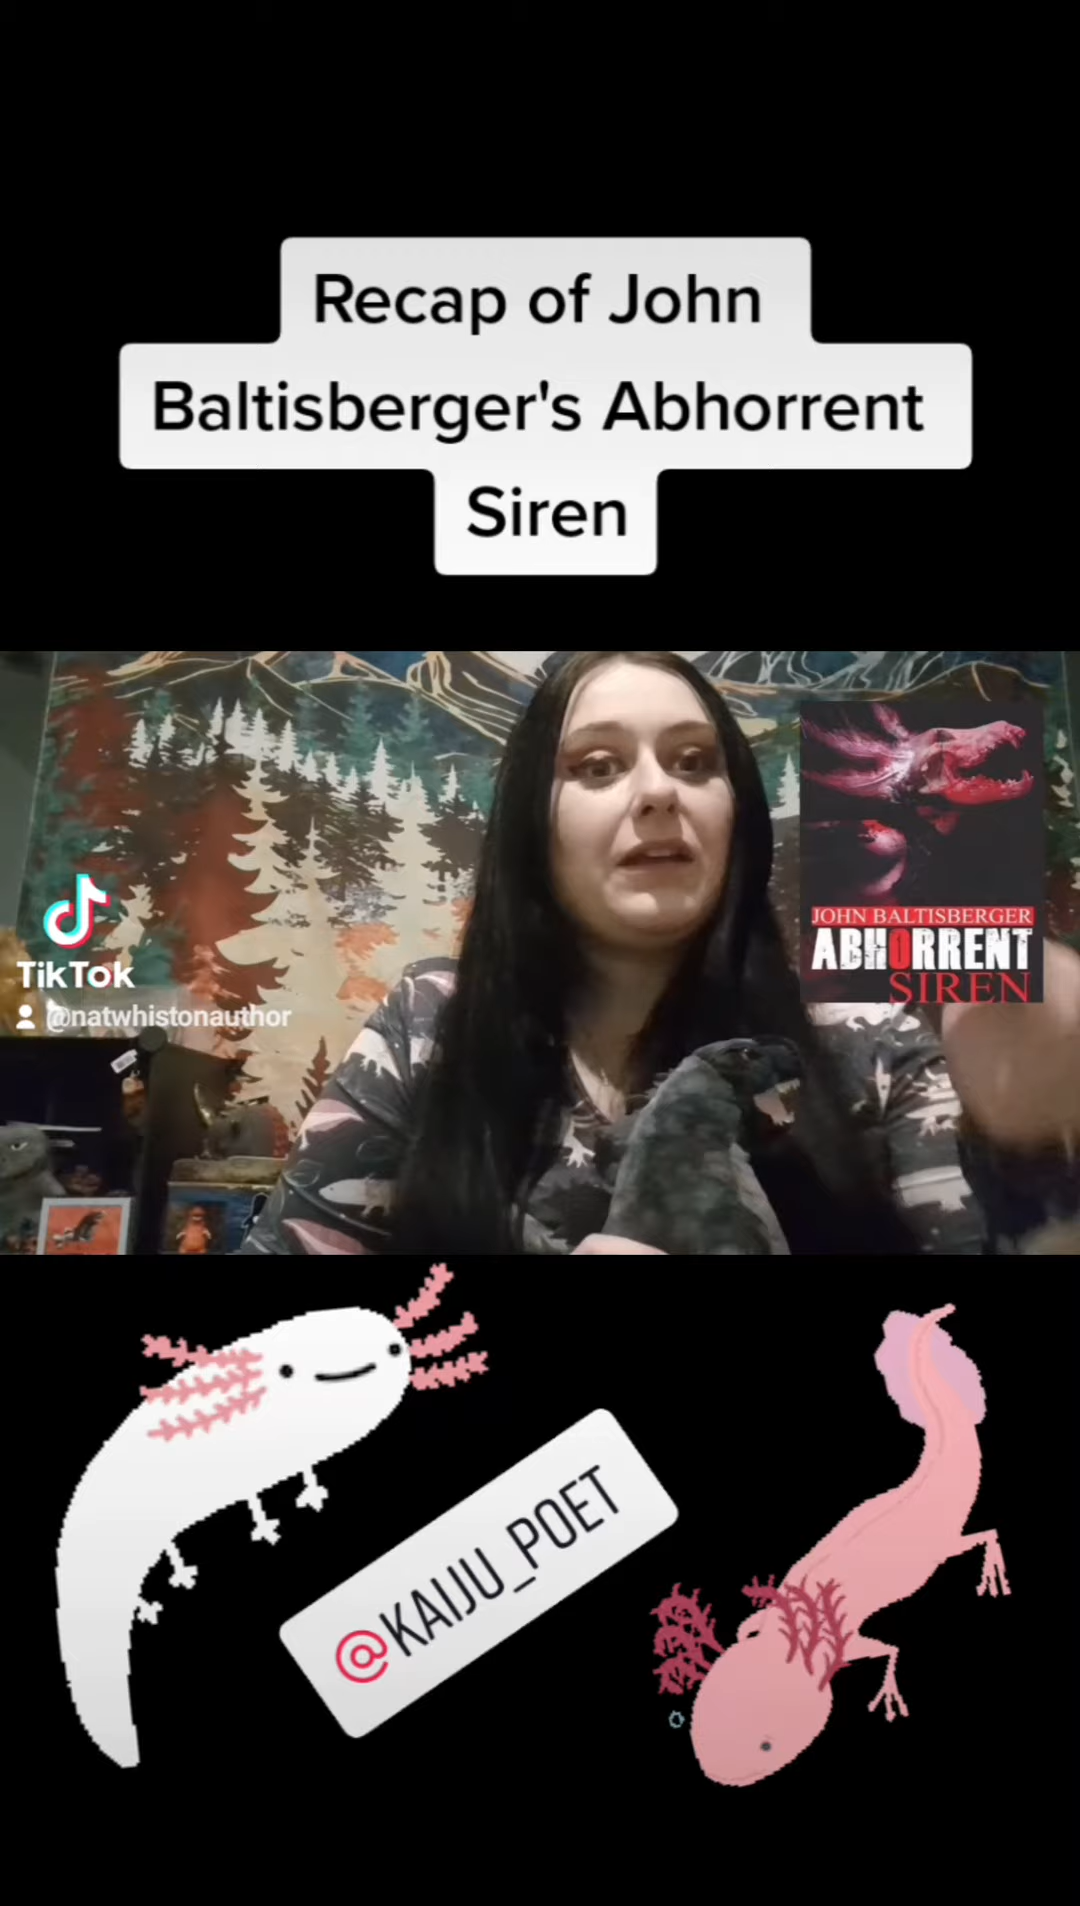 Recap of John
Baltisberger's Abhorrent
Siren
JOHN BALTISBERGER
ABHORRENT
SIREN
TikTok
@natwhistonauthor
@KAIJU_POET